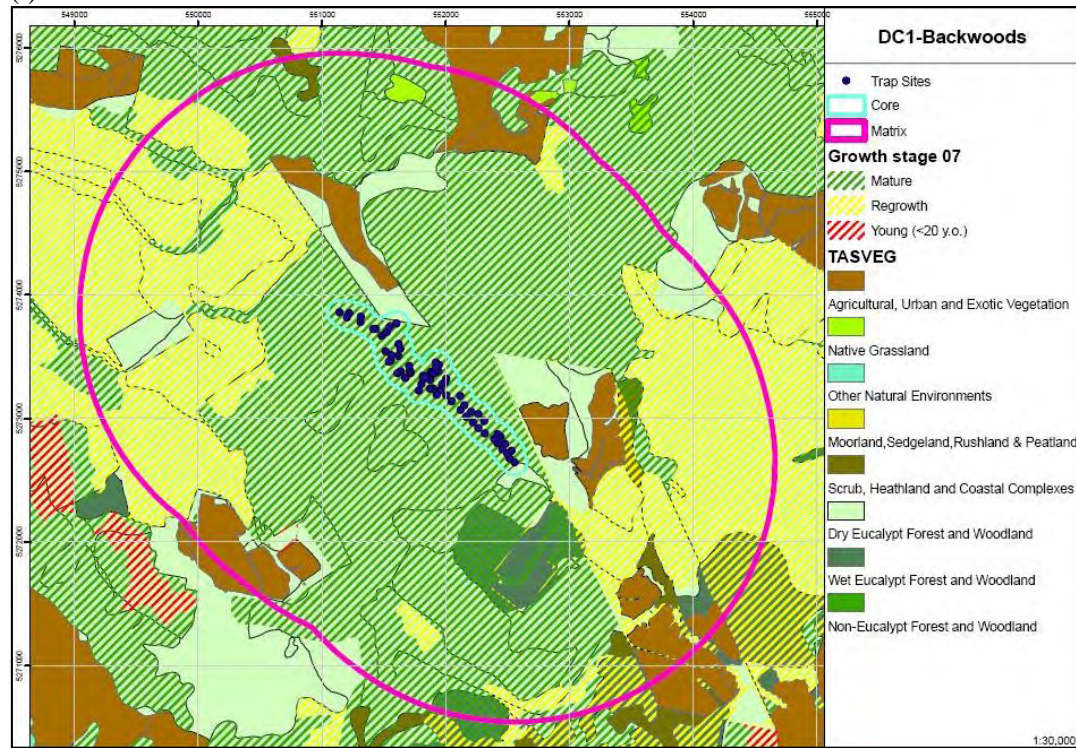 549000 550000 551000 552000 553000 554000 555000
5276000
5275000
5274000
5273000
5272000
5271000
DC1-Backwoods
Trap Sites
Core
Matrix
Growth stage 07
Mature
Regrowth
Young (<20 y.o.)
TASVEG
Agricultural, Urban and Exotic Vegetation
Native Grassland
Other Natural Environments
Moorland,Sedgeland,Rushland & Peatland
Scrub, Heathland and Coastal Complexes
Dry Eucalypt Forest and Woodland
Wet Eucalypt Forest and Woodland
Non-Eucalypt Forest and Woodland
1:30,000